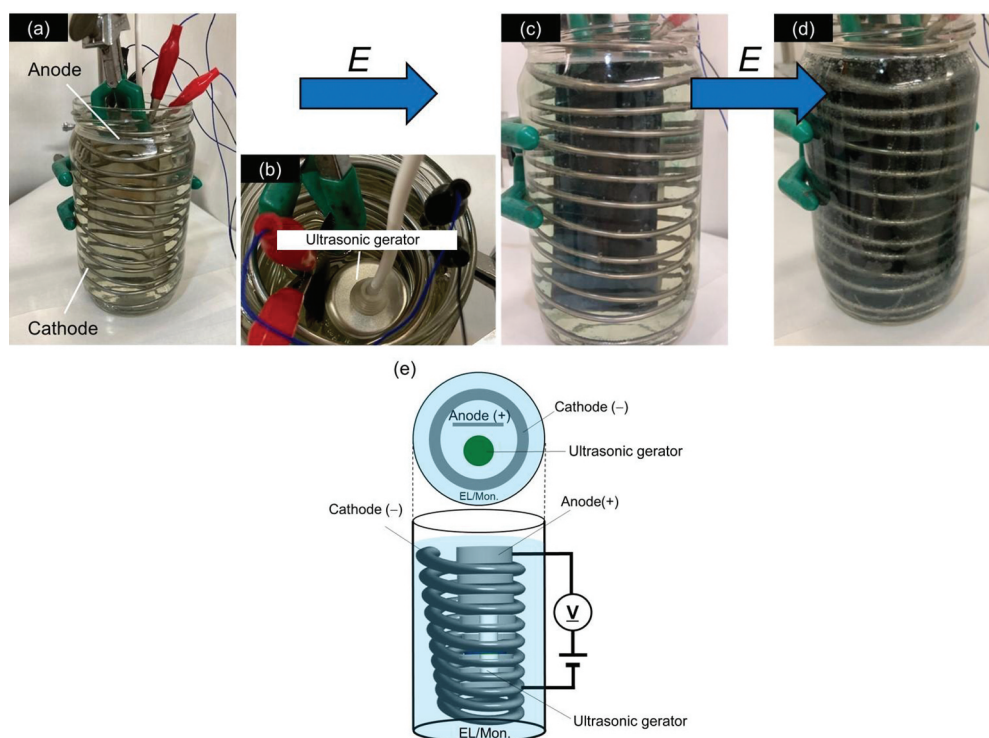 (a)
Anode
Cathode
E
(b)
Ultrasonic gerator
(c)
E
(d)
(e)
Anode (+)
Cathode (–)
Ultrasonic gerator
EL/Mon.
Cathode (–)
Anode(+)
V
Ultrasonic gerator
EL/Mon.